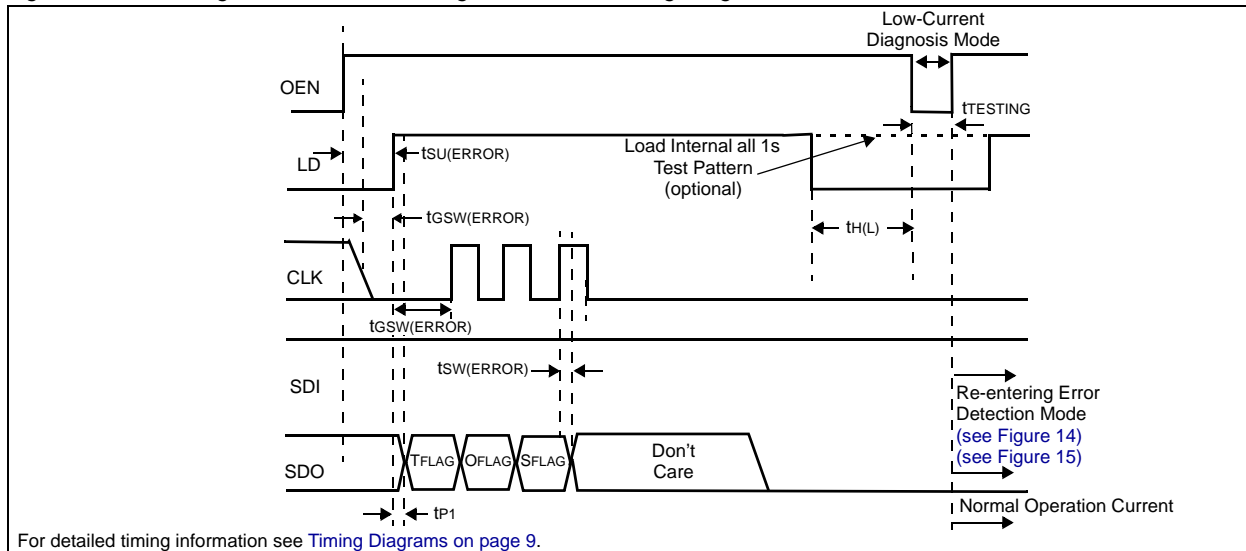 Low-Current
Diagnosis Mode
OEN
tTESTING
LD
tSU(ERROR)
Load Internal all 1s
Test Pattern
(optional)
tGSW(ERROR)
tH(L)
CLK
tGSW(ERROR)
tSW(ERROR)
SDI
Re-entering Error
Detection Mode
(see Figure 14)
(see Figure 15)
SDO
TFLAG
OFLAG
SFLAG
Don't
Care
tP1
Normal Operation Current
For detailed timing information see Timing Diagrams on page 9.